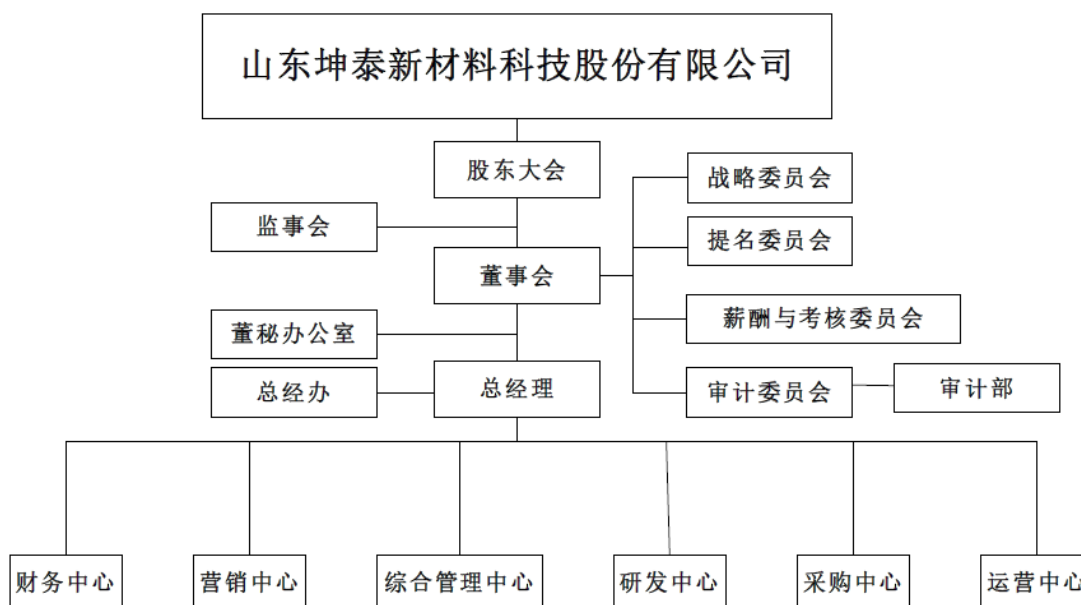 山东坤泰新材料科技股份有限公司
股东大会
战略委员会
监事会
提名委员会
董事会
董秘办公室
薪酬与考核委员会
总经办
总经理
审计委员会
审计部
财务中心
营销中心
综合管理中心
研发中心
采购中心
运营中心